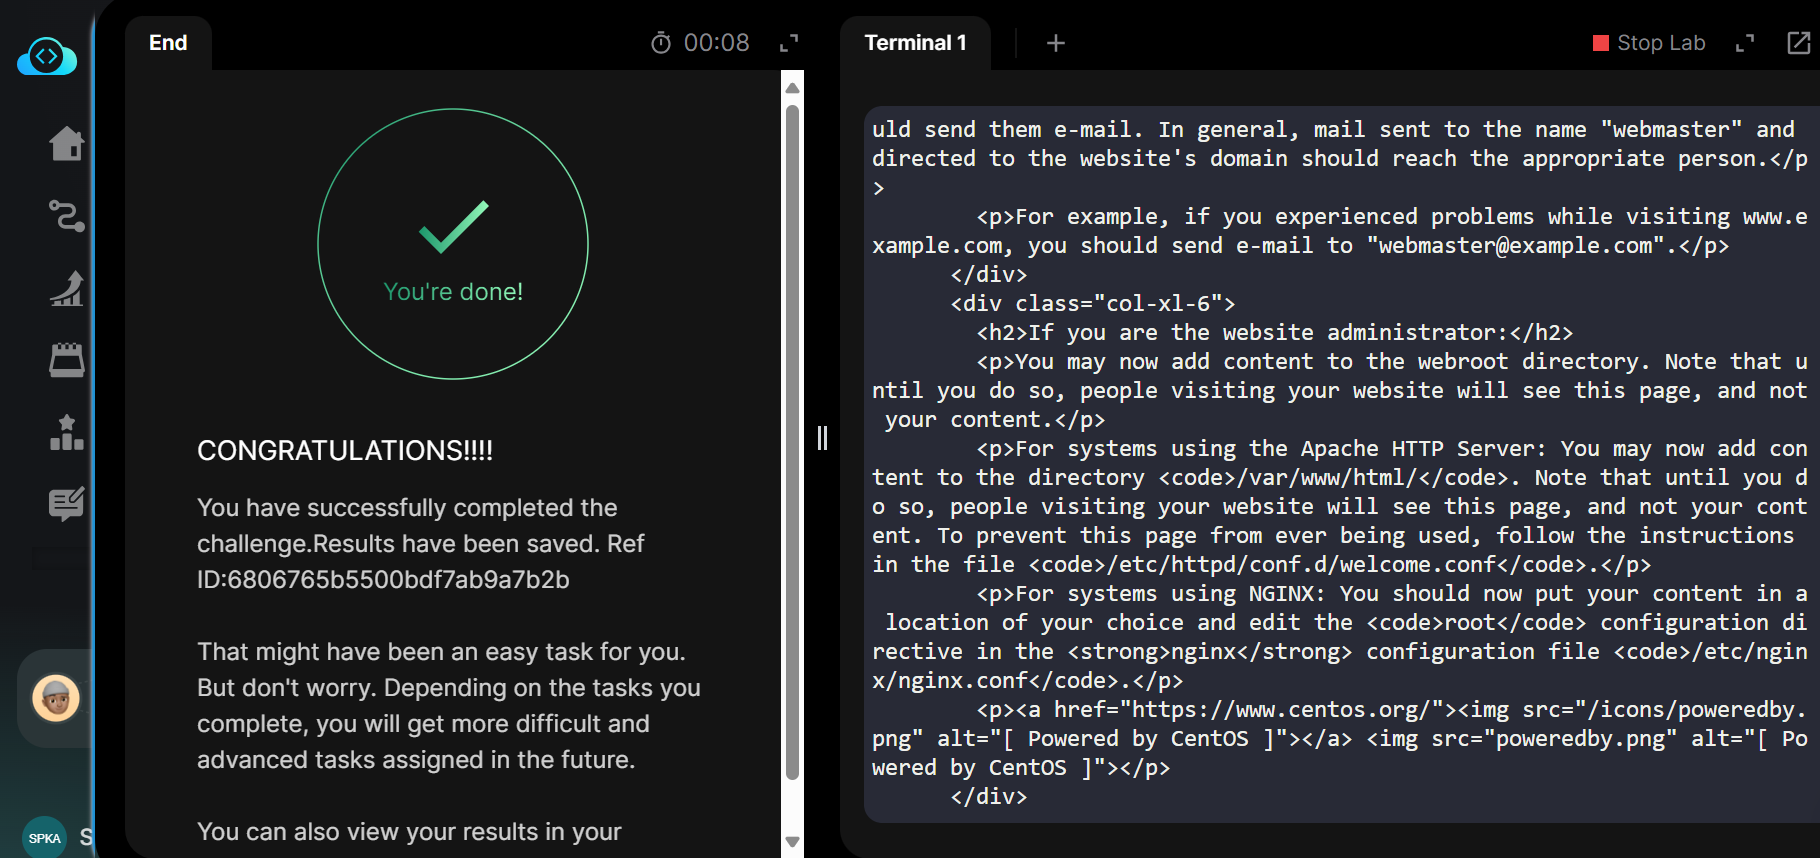 End
00:08
You're done!
CONGRATULATIONS!!!!
You have successfully completed the
challenge.Results have been saved. Ref
ID:6806765b5500bdf7ab9a7b2b
That might have been an easy task for you.
But don't worry. Depending on the tasks you
complete, you will get more difficult and
advanced tasks assigned in the future.
You can also view your results in your
SPKA
S
Terminal 1
+
Stop Lab
uld send them e-mail. In general, mail sent to the name "webmaster" and
directed to the website's domain should reach the appropriate person.</p
>
<p>For example, if you experienced problems while visiting www.e
xample.com, you should send e-mail to "webmaster@example.com".</p>
</div>
<div class="col-xl-6">
<h2>If you are the website administrator:</h2>
<p>You may now add content to the webroot directory. Note that u
ntil you do so, people visiting your website will see this page, and not
your content.</p>
<p>For systems using the Apache HTTP Server: You may now add con
tent to the directory <code>/var/www/html/</code>. Note that until you d
o so, people visiting your website will see this page, and not your cont
ent. To prevent this page from ever being used, follow the instructions
in the file <code>/etc/httpd/conf.d/welcome.conf</code>.</p>
<p>For systems using NGINX: You should now put your content in a
location of your choice and edit the <code>root</code> configuration di
rective in the <strong>nginx</strong> configuration file <code>/etc/ngin
x/nginx.conf</code>.</p>
<p><a href="https://www.centos.org/"><img src="/icons/poweredby.
png" alt="[ Powered by CentOS ]"></a> <img src="poweredby.png" alt="[ Po
wered by CentOS ]"></p>
</div>